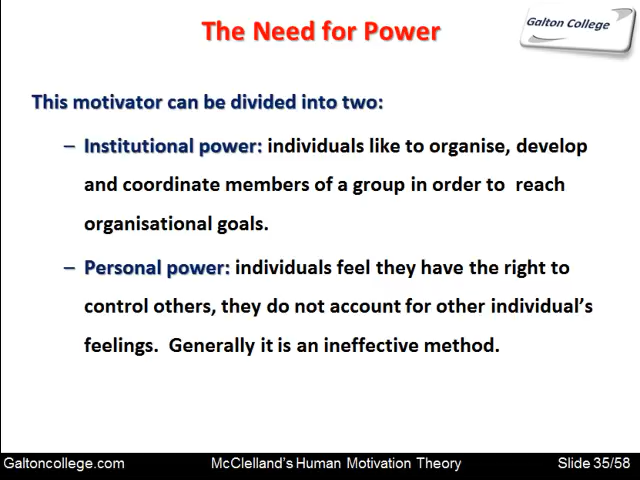 The Need for Power
Galton College
This motivator can be divided into two:
– Institutional power: individuals like to organise, develop
and coordinate members of a group in order to reach
organisational goals.
– Personal power: individuals feel they have the right to
control others, they do not account for other individual's
feelings. Generally it is an ineffective method.
Galtoncollege.com McClelland's Human Motivation Theory Slide 35/58